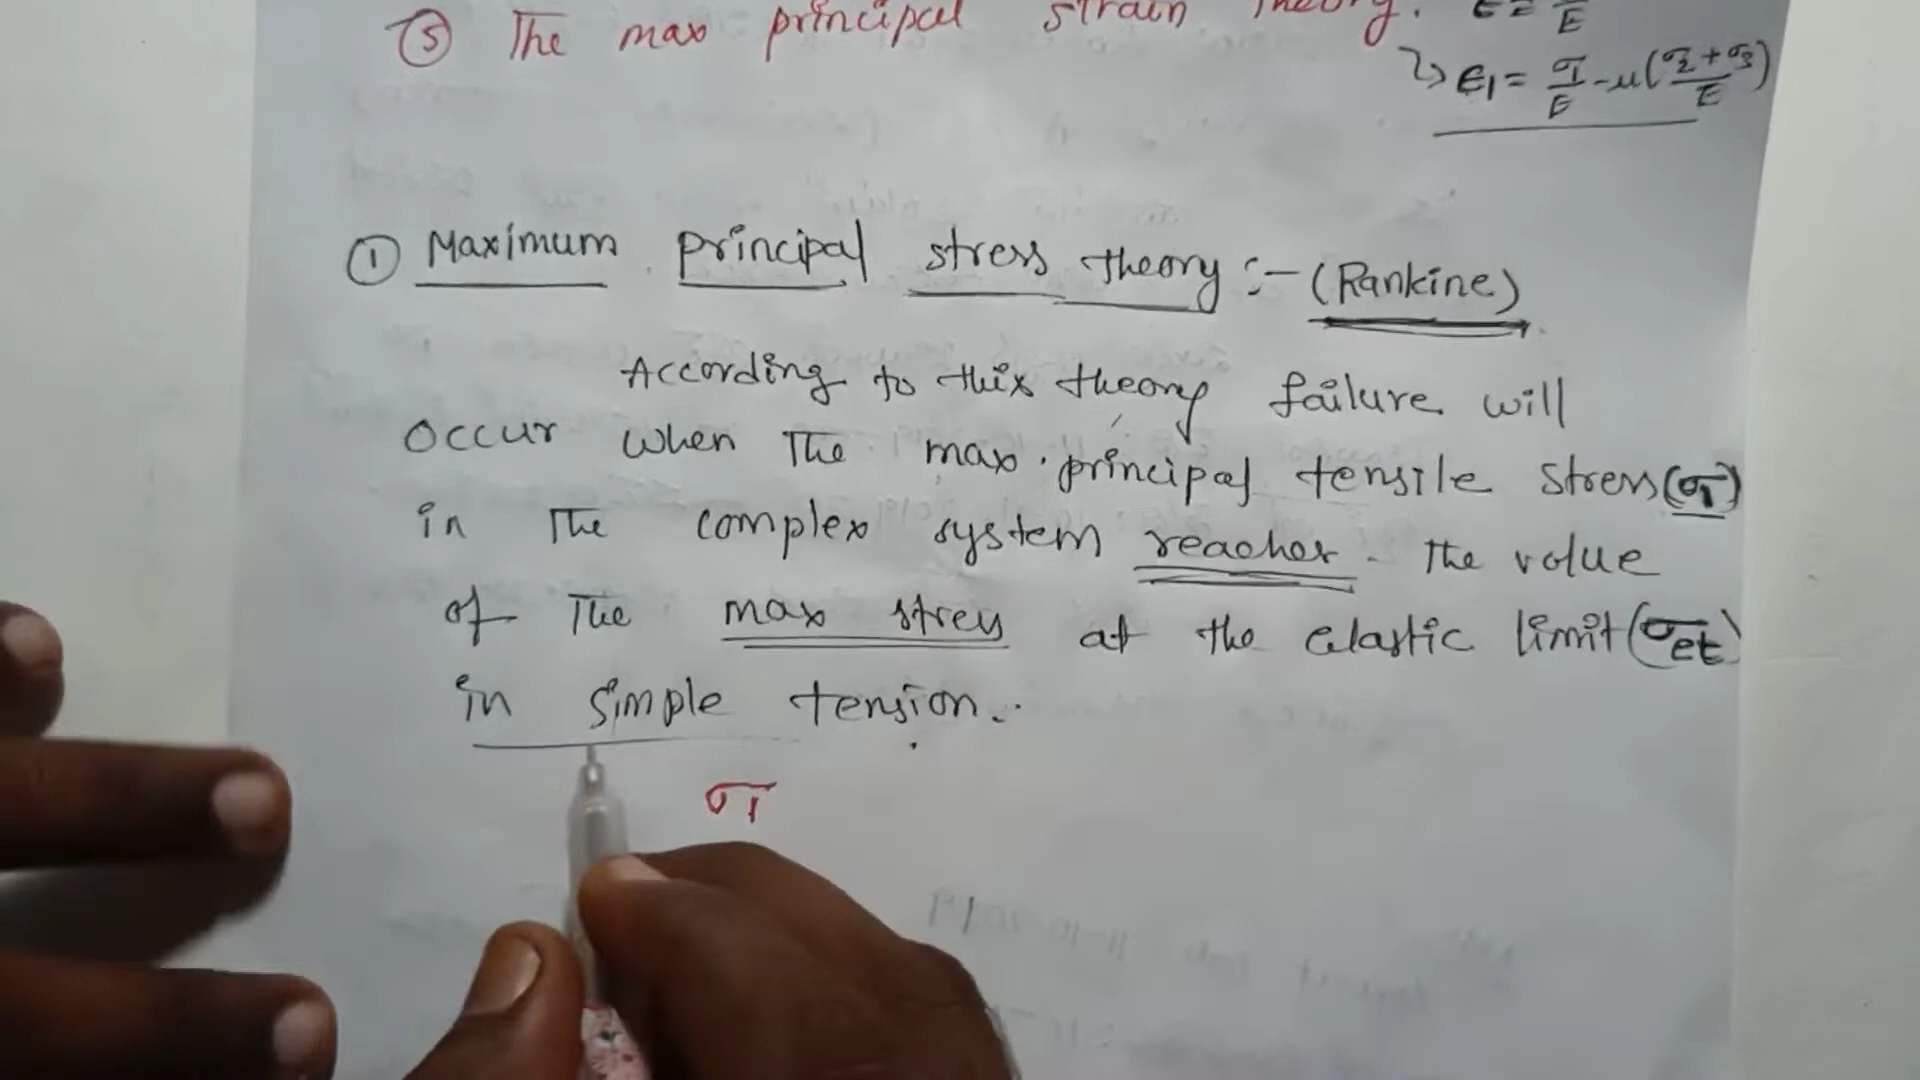 ⑤ The max principal strain theory. E = /E
↳ ϵ₁ = σ₁/E - μ(σ₂+σ₃/E)
① Maximum principal stress theory :- (Rankine)
According to this theory failure will
occur when The max. principal tensile stress (σ₁)
in The complex system reaches the value
of The max stress at the elastic limit (σet)
in simple tension.
σ₁